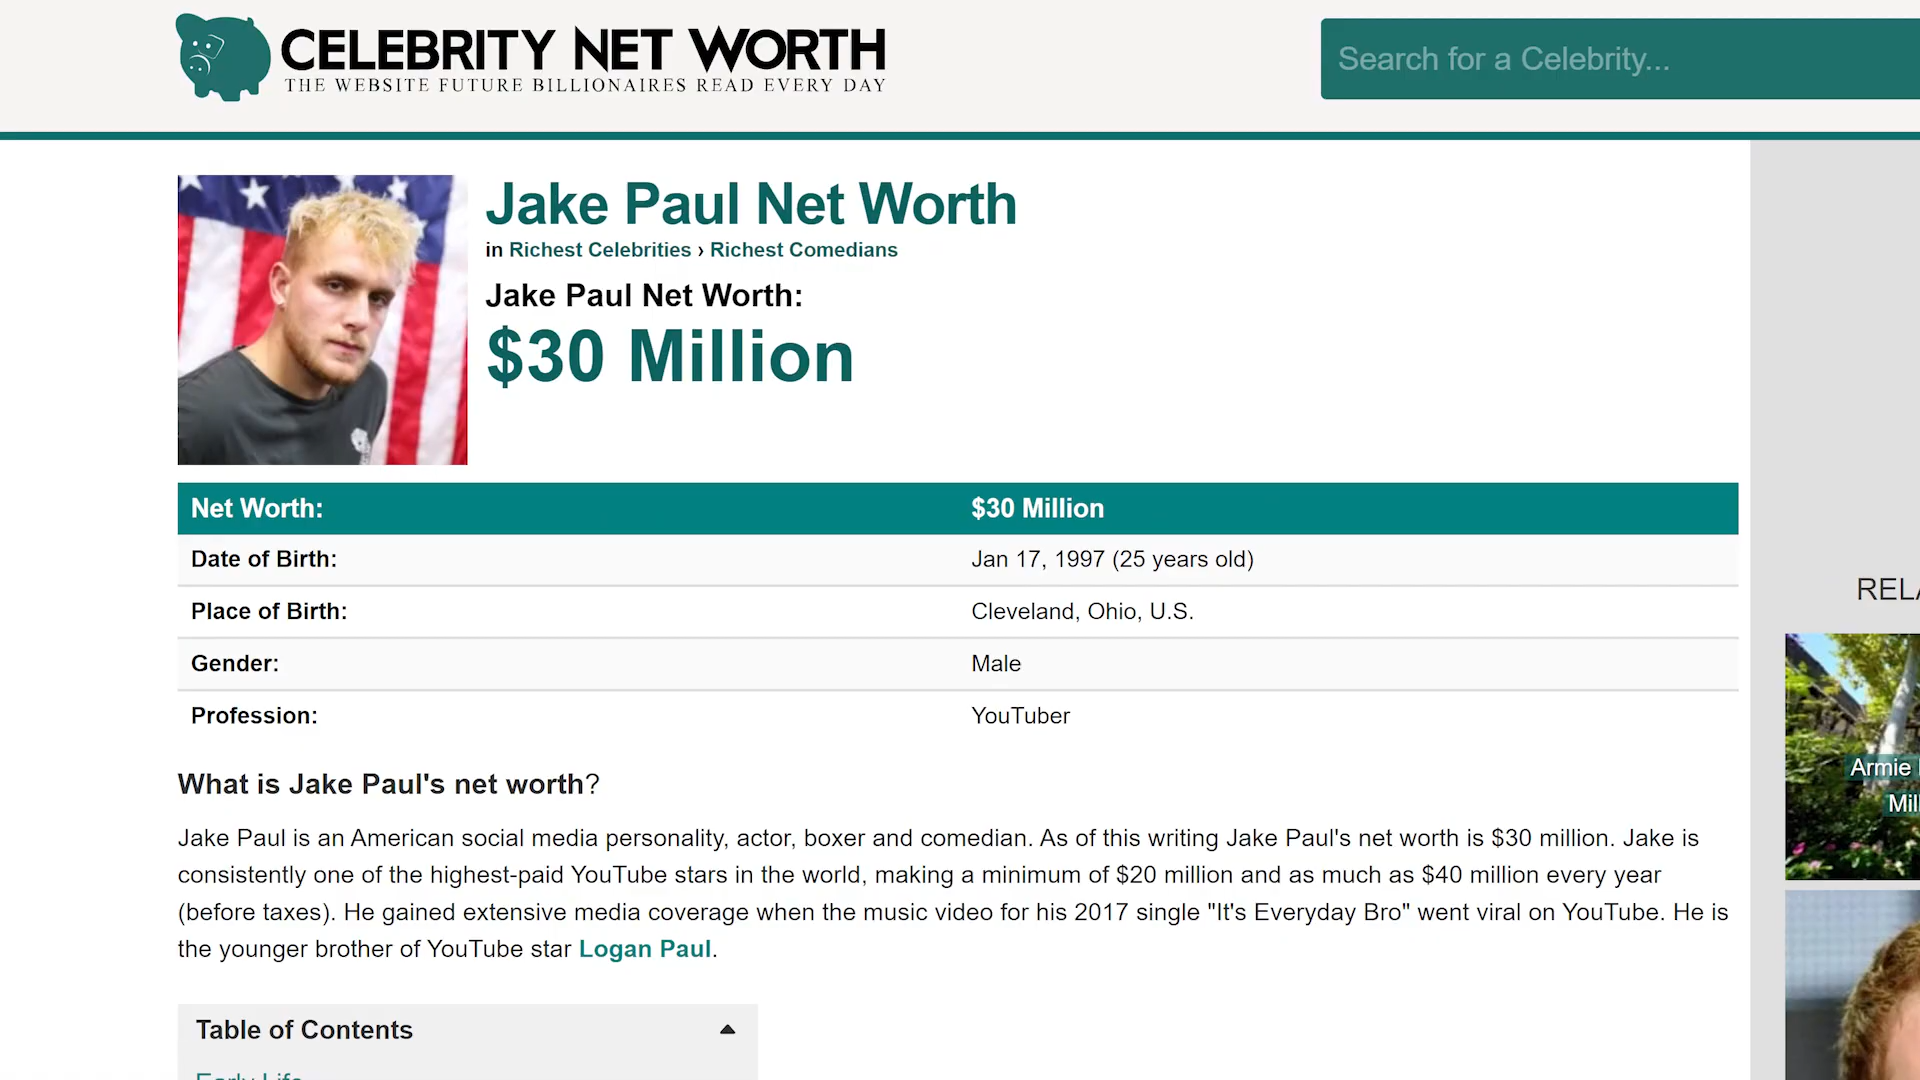 CELEBRITY NET WORTH
THE WEBSITE FUTURE BILLIONAIRES READ EVERY DAY
Search for a Celebrity...
Jake Paul Net Worth
in Richest Celebrities › Richest Comedians
Jake Paul Net Worth:
$30 Million
Net Worth: $30 Million
Date of Birth: Jan 17, 1997 (25 years old)
Place of Birth: Cleveland, Ohio, U.S.
Gender: Male
Profession: YouTuber
What is Jake Paul's net worth?
Jake Paul is an American social media personality, actor, boxer and comedian. As of this writing Jake Paul's net worth is $30 million. Jake is
consistently one of the highest-paid YouTube stars in the world, making a minimum of $20 million and as much as $40 million every year
(before taxes). He gained extensive media coverage when the music video for his 2017 single "It's Everyday Bro" went viral on YouTube. He is
the younger brother of YouTube star Logan Paul.
Table of Contents
Early Life
RELA
Armie
Mill